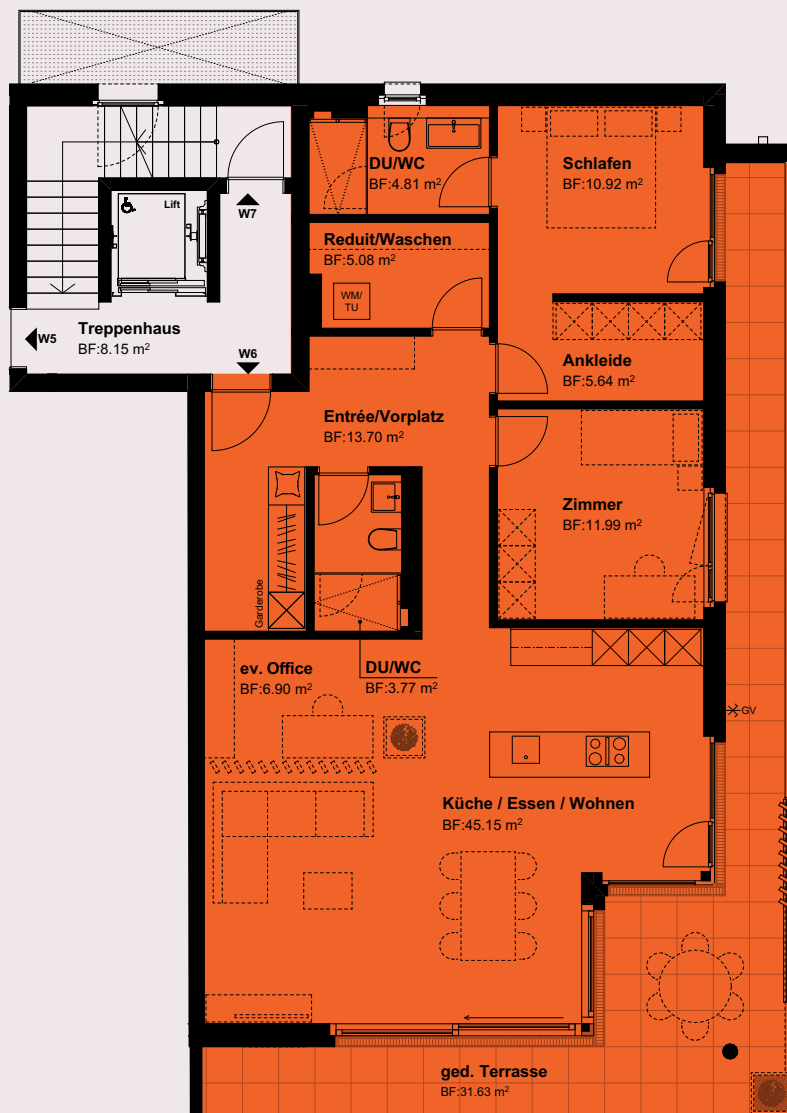 DU/WC
BF:4.81 m²
Schlafen
BF:10.92 m²
Lift
W7
Reduit/Waschen
BF:5.08 m²
WM/
TU
Treppenhaus
BF:8.15 m²
W5
W6
Ankleide
BF:5.64 m²
Entrée/Vorplatz
BF:13.70 m²
Zimmer
BF:11.99 m²
Garderobe
ev. Office
BF:6.90 m²
DU/WC
BF:3.77 m²
GV
Küche / Essen / Wohnen
BF:45.15 m²
ged. Terrasse
BF:31.63 m²